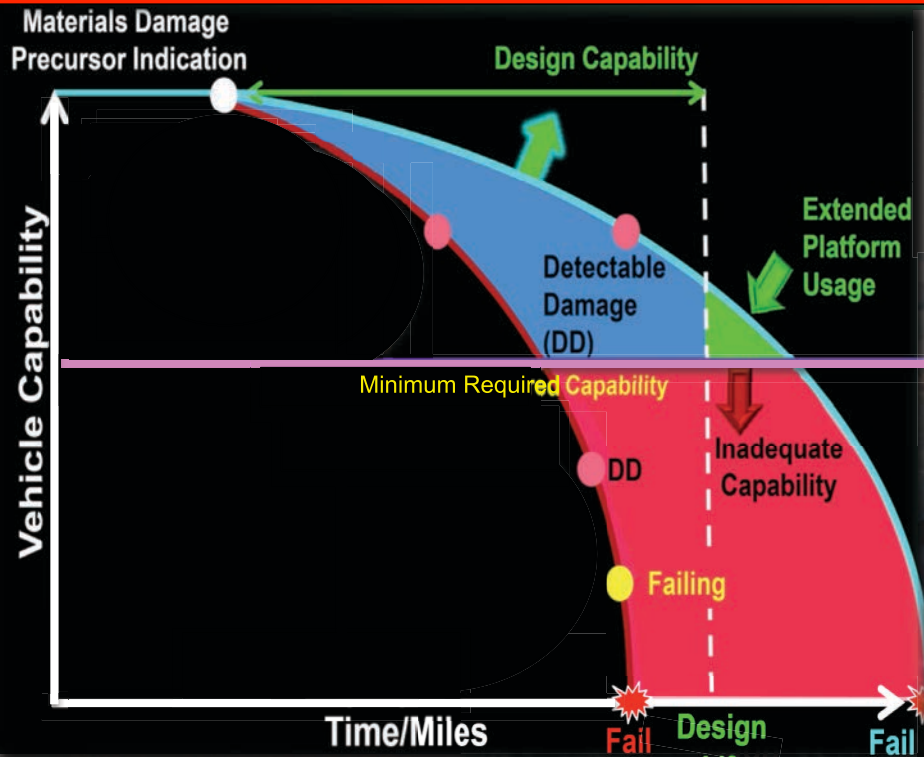 Materials Damage
Precursor Indication
Design Capability
Extended
Platform
Usage
Detectable
Damage
(DD)
Minimum Required Capability
Inadequate
Capability
DD
Failing
Vehicle Capability
Time/Miles
Fail
Design
Fail